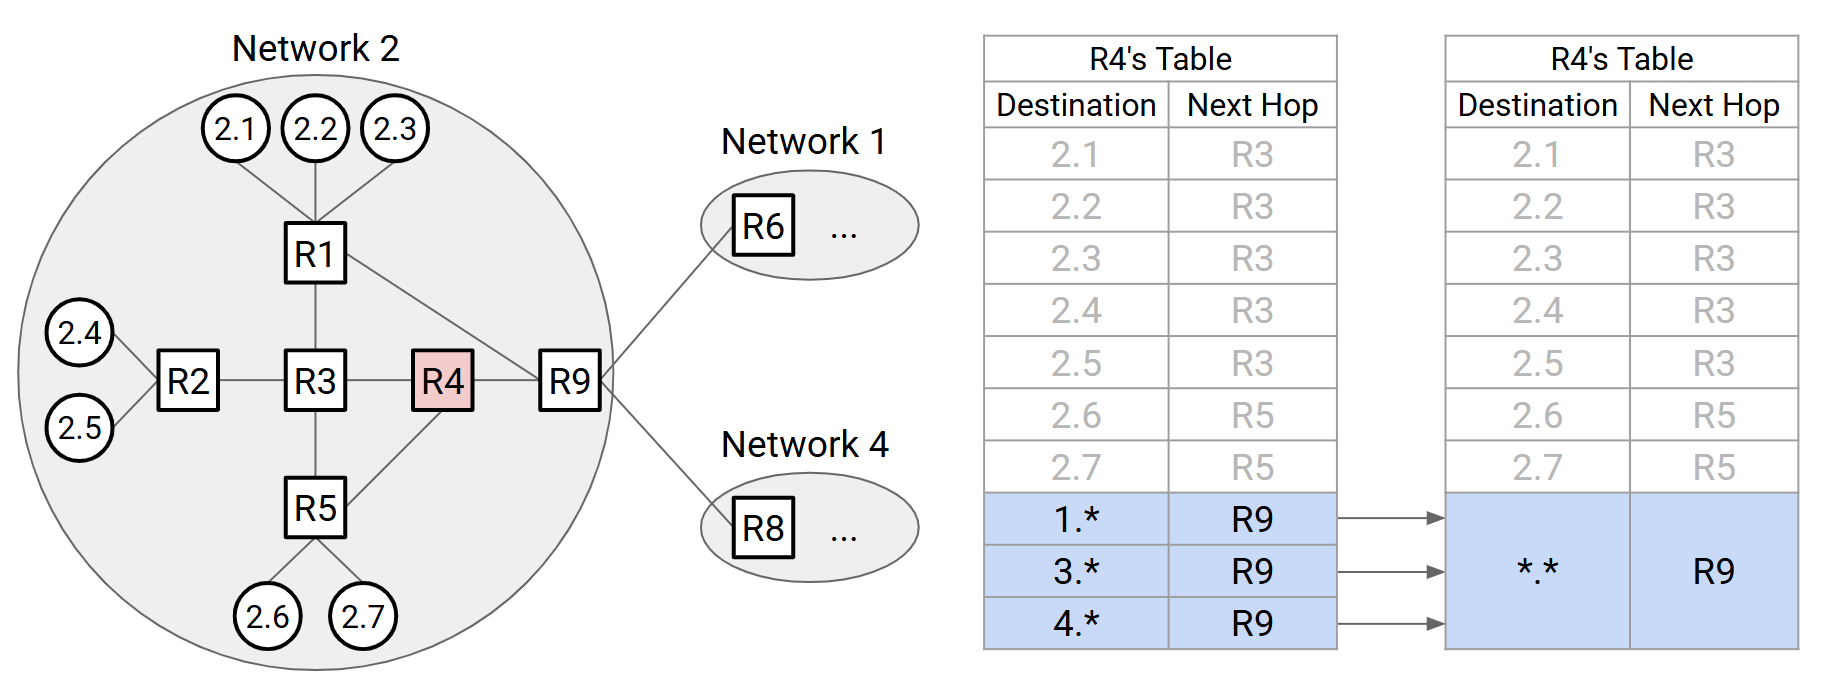 Network 2
2.1 2.2 2.3
R1
2.4
2.5
R2 R3 R4 R9
R5
2.6 2.7
Network 1
R6 ...
Network 4
R8 ...
R4's Table
Destination Next Hop
2.1 R3
2.2 R3
2.3 R3
2.4 R3
2.5 R3
2.6 R5
2.7 R5
1.* R9
3.* R9
4.* R9
R4's Table
Destination Next Hop
2.1 R3
2.2 R3
2.3 R3
2.4 R3
2.5 R3
2.6 R5
2.7 R5
*.* R9